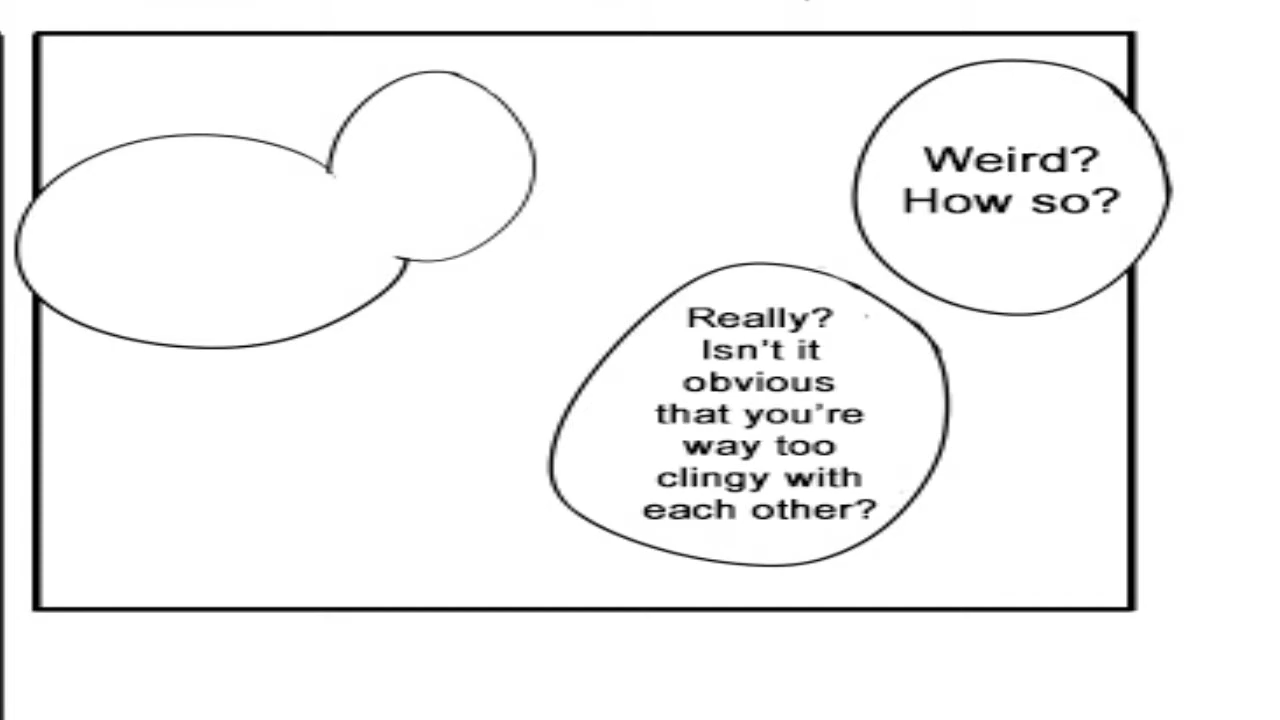 Weird?
How so?
Really?
Isn't it
obvious
that you're
way too
clingy with
each other?